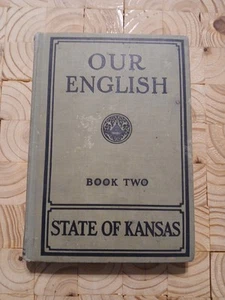 OUR
ENGLISH
BOOK TWO
STATE OF KANSAS